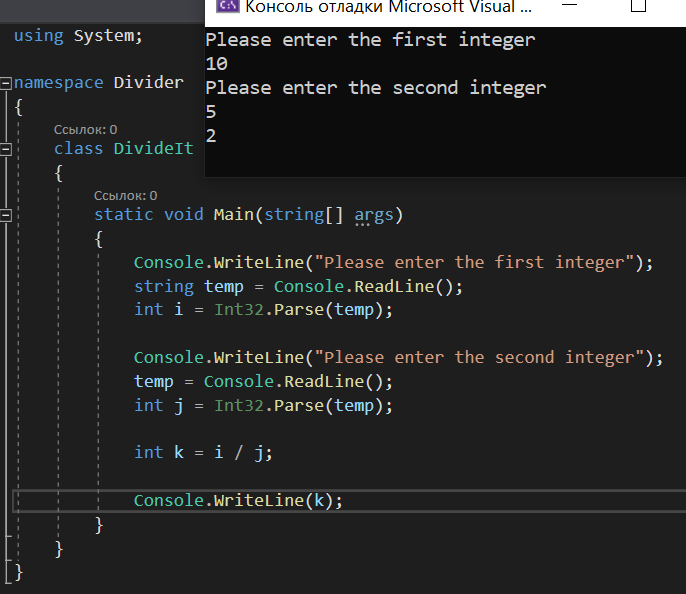 Консоль отладки Microsoft Visual ...
Please enter the first integer
10
Please enter the second integer
5
2
using System;
namespace Divider
{
Ссылок: 0
class DivideIt
{
Ссылок: 0
static void Main(string[] args)
{
Console.WriteLine("Please enter the first integer");
string temp = Console.ReadLine();
int i = Int32.Parse(temp);
Console.WriteLine("Please enter the second integer");
temp = Console.ReadLine();
int j = Int32.Parse(temp);
int k = i / j;
Console.WriteLine(k);
}
}
}